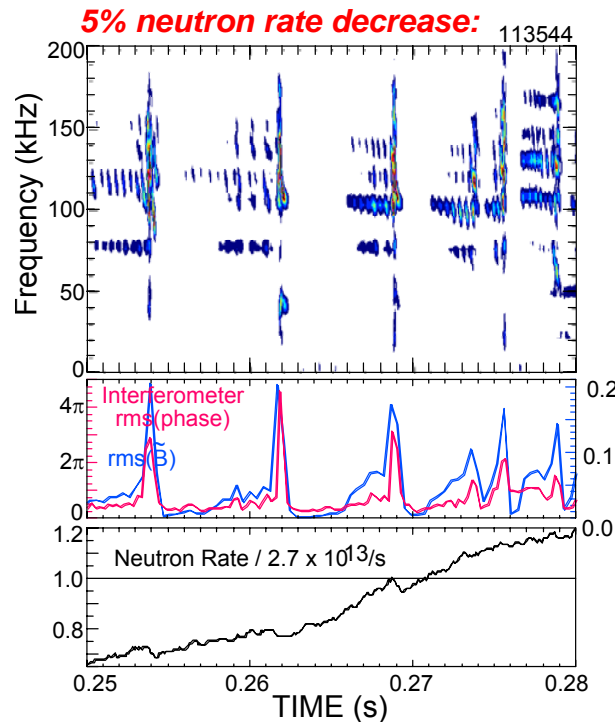 5% neutron rate decrease:
113544
200
150
100
50
0
Frequency (kHz)
Interferometer
rms(phase)
rms(B̃)
4π
2π
0
0.2
0.1
0.0
Neutron Rate / 2.7 x 10¹³/s
1.2
1.0
0.8
0.25 0.26 0.27 0.28
TIME (s)